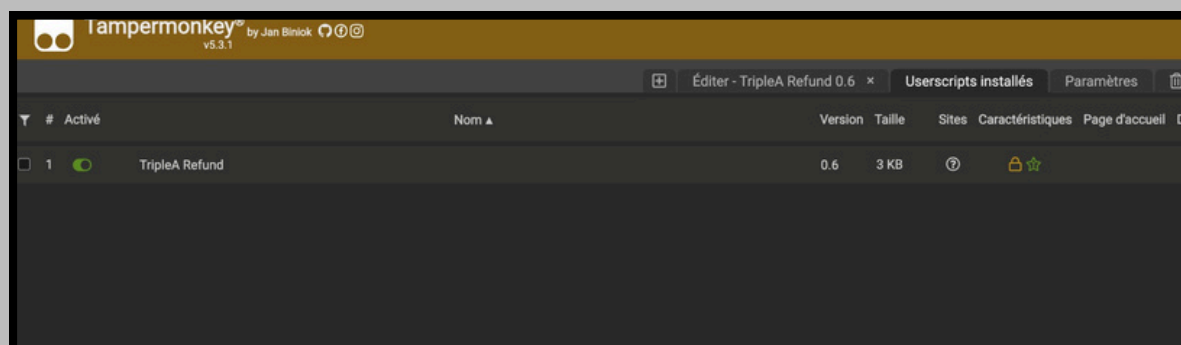 Tampermonkey® by Jan Biniok
v5.3.1
Éditer - TripleA Refund 0.6 × Userscripts installés Paramètres
# Activé Nom ▲ Version Taille Sites Caractéristiques Page d'accueil
1 TripleA Refund 0.6 3 KB